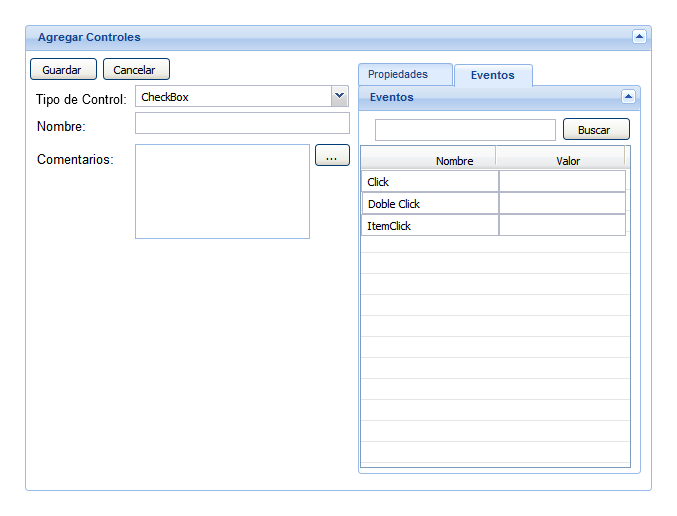 Agregar Controles
Guardar Cancelar
Tipo de Control: CheckBox
Nombre:
Comentarios: ...
Propiedades Eventos
Eventos
Buscar
Nombre Valor
Click
Doble Click
ItemClick